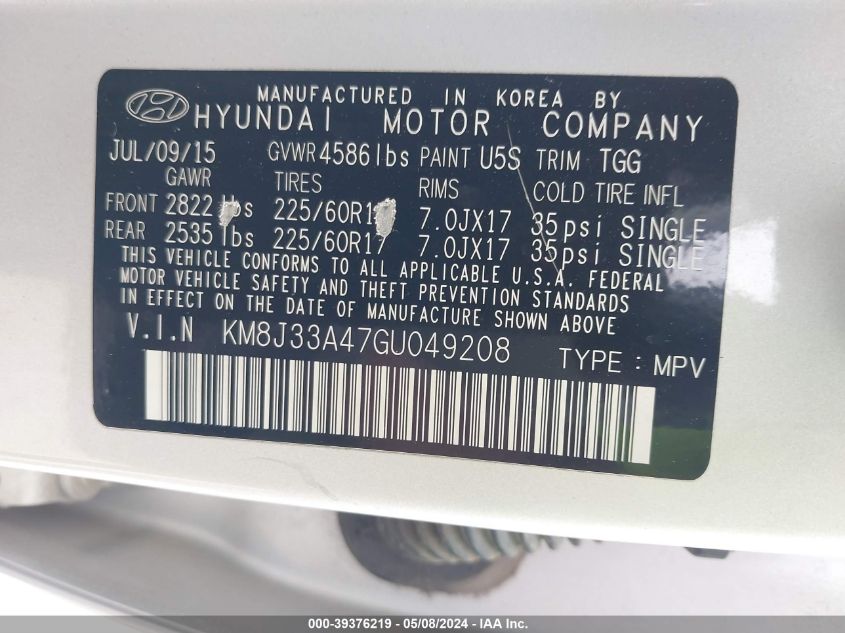 MANUFACTURED IN KOREA BY
HYUNDAI MOTOR COMPANY
JUL/09/15 GVWR 4586lbs PAINT U5S TRIM TGG
GAWR TIRES RIMS COLD TIRE INFL
FRONT 2822 lbs 225/60R1 7.0JX17 35psi SINGLE
REAR 2535 lbs 225/60R17 7.0JX17 35psi SINGLE
THIS VEHICLE CONFORMS TO ALL APPLICABLE U.S.A. FEDERAL
MOTOR VEHICLE SAFETY AND THEFT PREVENTION STANDARDS
IN EFFECT ON THE DATE OF MANUFACTURE SHOWN ABOVE
V.I.N KM8J33A47GU049208 TYPE : MPV
000-39376219 - 05/08/2024 - IAA Inc.